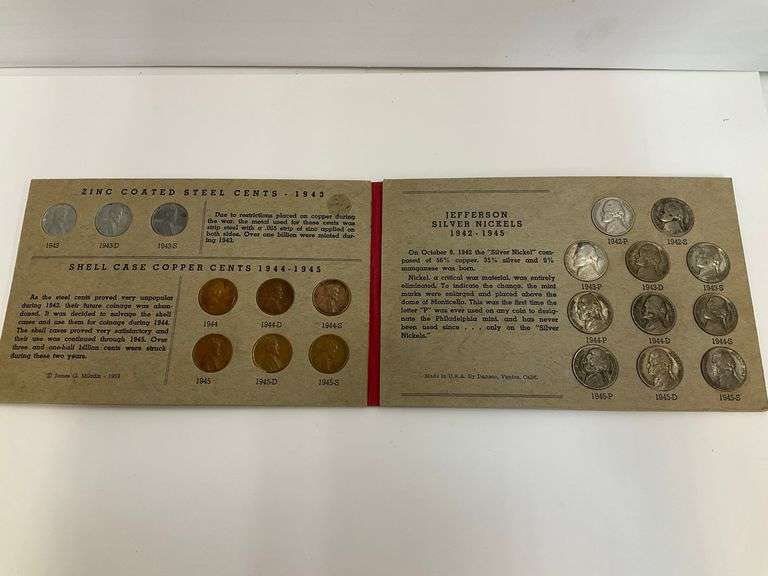 ZINC COATED STEEL CENTS - 1943
Due to restrictions placed on copper during
the war, the metal used for these cents was
strip steel with a .005 strip of zinc applied on
both sides. Over one billion were minted dur-
ing 1943.
1943 1943-D 1943-S
SHELL CASE COPPER CENTS 1944-1945
As the steel cents proved very unpopular
during 1943, their future coinage was aban-
doned. It was decided to salvage the shell
cases and use them for coinage during 1944.
The shell cases proved very satisfactory and
their use was continued through 1945. Over
three and one-half billion cents were struck
during these two years.
1944 1944-D 1944-S
1945 1945-D 1945-S
© James G. - 1953
JEFFERSON
SILVER NICKELS
1942 - 1945
On October 8, 1942 the "Silver Nickel" com-
posed of 56% copper, 35% silver and 9%
manganese was born.
Nickel, a critical war material, was entirely
eliminated. To indicate the change, the mint
marks were enlarged and placed above the
dome of Monticello. This was the first time the
letter "P" was ever used on any coin to desig-
nate the Philadelphia mint, and has never
been used since . . . , only on the "Silver
Nickels."
Made in U.S.A. By Dansco, Venice, Calif.
1942-P 1942-S
1943-P 1943-D 1943-S
1944-P 1944-D 1944-S
1945-P 1945-D 1945-S